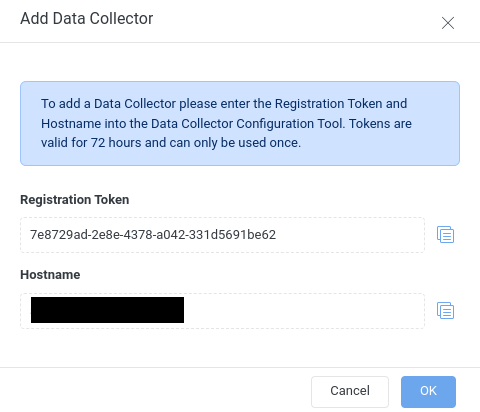 Add Data Collector
To add a Data Collector please enter the Registration Token and
Hostname into the Data Collector Configuration Tool. Tokens are
valid for 72 hours and can only be used once.
Registration Token
7e8729ad-2e8e-4378-a042-331d5691be62
Hostname
Cancel OK